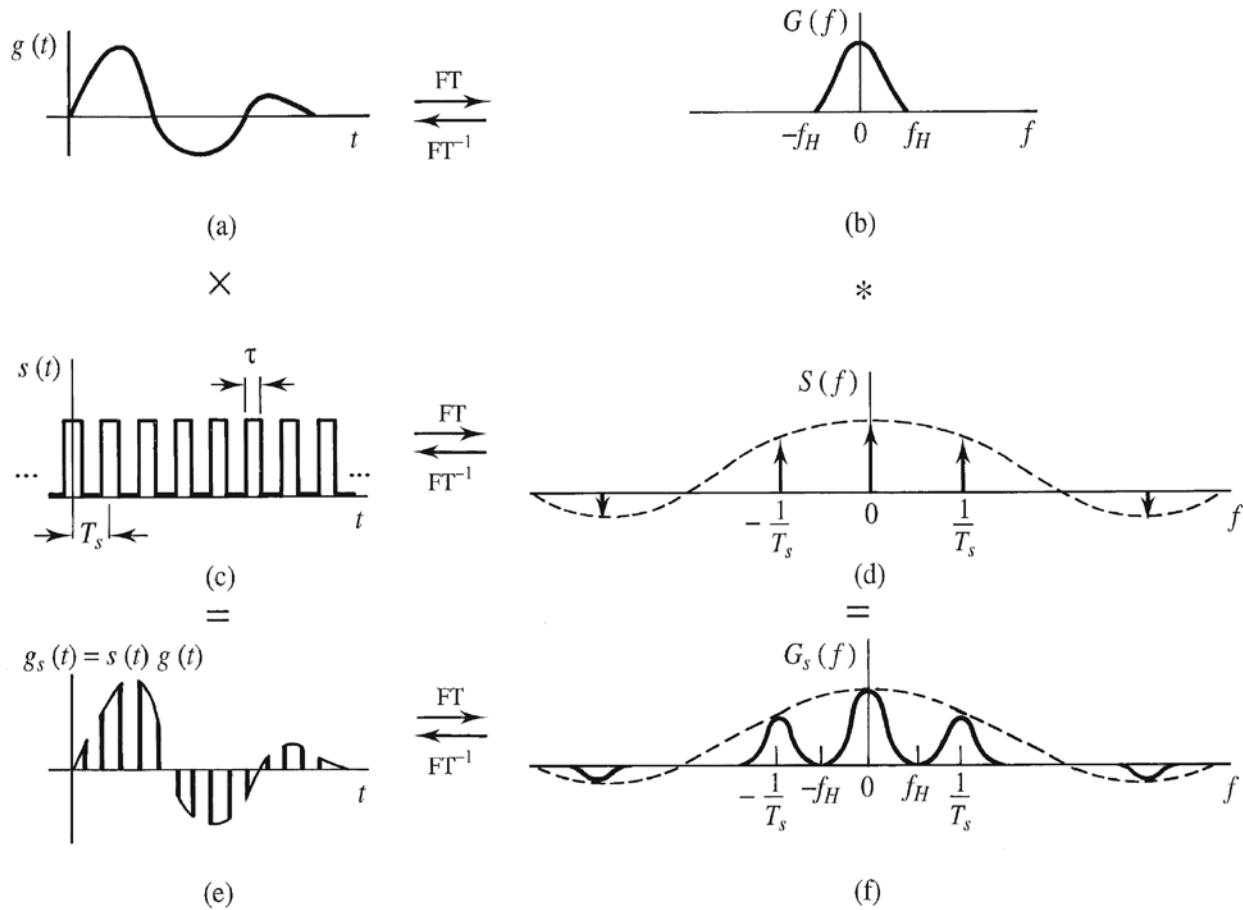 g (t)
t
FT
FT⁻¹
G (f)
−f_H 0 f_H f
(a)
(b)
×
*
s (t)
τ
...
...
T_s
t
FT
FT⁻¹
S (f)
− 1/T_s 0 1/T_s f
(c)
(d)
=
=
g_s (t) = s (t) g (t)
t
FT
FT⁻¹
G_s (f)
− 1/T_s −f_H 0 f_H 1/T_s f
(e)
(f)